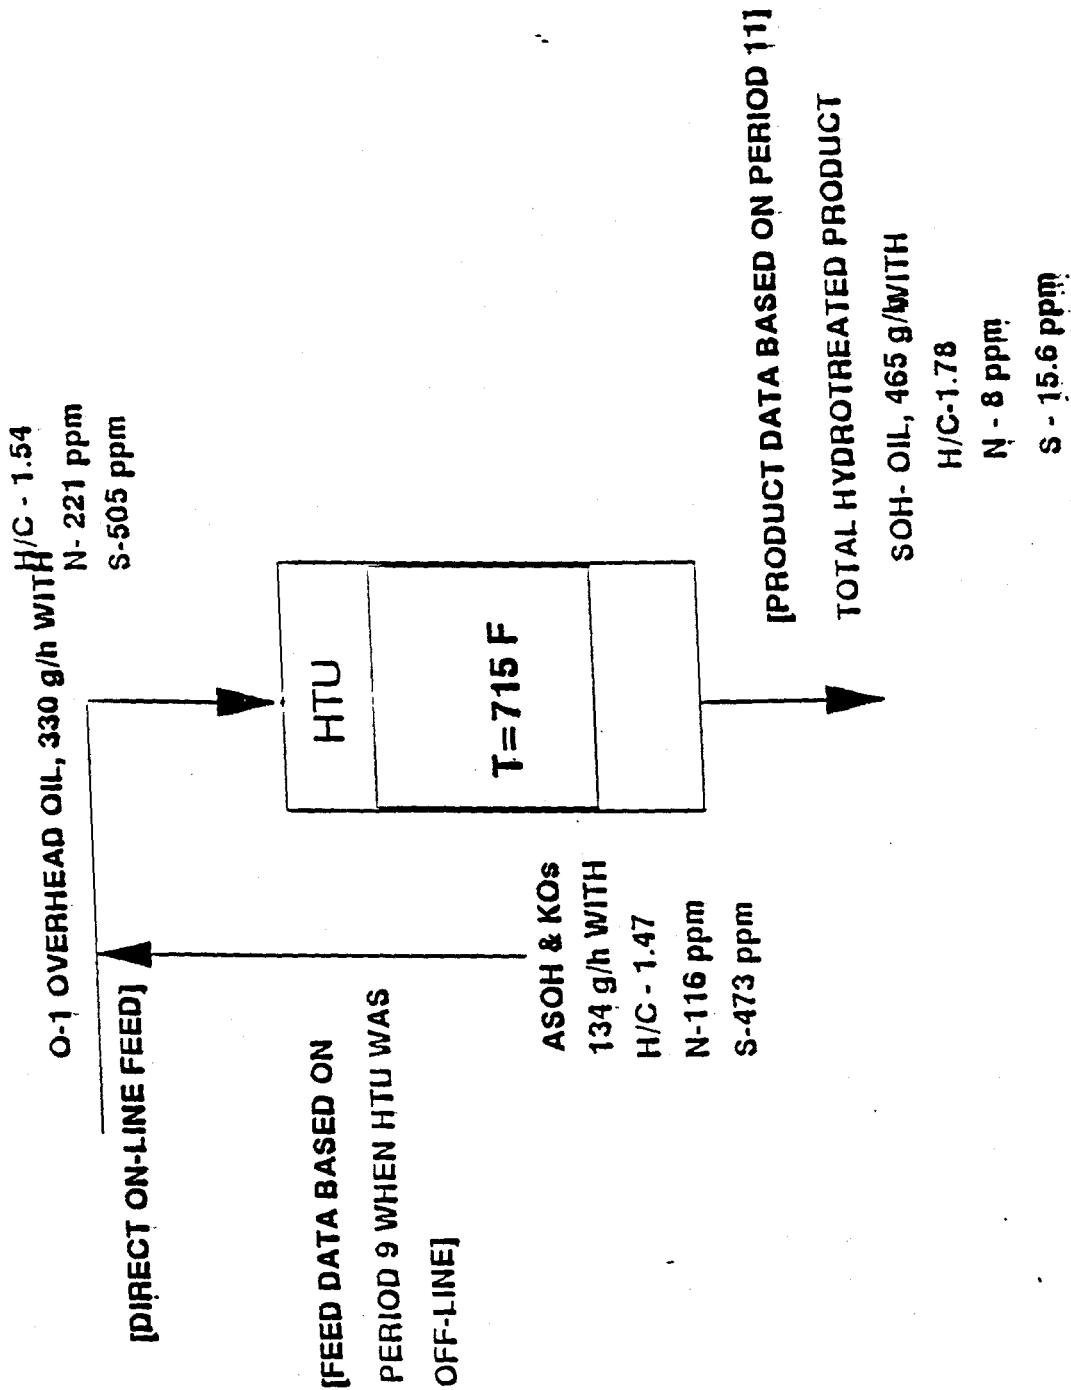 O-1 OVERHEAD OIL, 330 g/h WITH
H/C - 1.54
N- 221 ppm
S-505 ppm
[DIRECT ON-LINE FEED]
HTU
T=715 F
[FEED DATA BASED ON
PERIOD 9 WHEN HTU WAS
OFF-LINE]
ASOH & KOs
134 g/h WITH
H/C - 1.47
N-116 ppm
S-473 ppm
[PRODUCT DATA BASED ON PERIOD 11]
TOTAL HYDROTREATED PRODUCT
SOH- OIL, 465 g/WITH
H/C-1.78
N - 8 ppm
S - 15.6 ppm